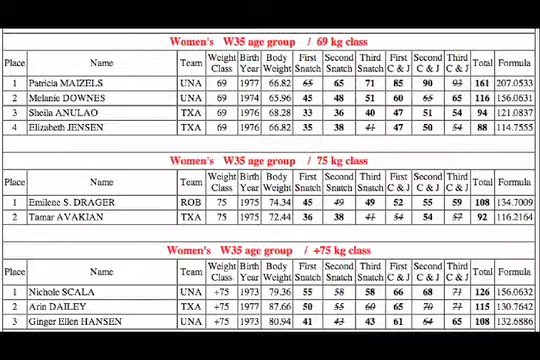 Women's W35 age group / 69 kg class
Place Name Team Weight Class Birth Year Body Weight First Snatch Second Snatch Third Snatch First C & J Second C & J Third C & J Total Formula
1 Patricia MAIZELS UNA 69 1977 66.82 65 65 71 85 90 93 161 207.0533
2 Melanie DOWNES UNA 69 1974 65.96 45 48 51 60 65 65 116 156.0631
3 Sheila ANULAO TXA 69 1976 68.28 33 36 40 47 51 54 94 121.0837
4 Elizabeth JENSEN TXA 69 1976 66.82 35 38 41 47 50 54 88 114.7555
Women's W35 age group / 75 kg class
Place Name Team Weight Class Birth Year Body Weight First Snatch Second Snatch Third Snatch First C & J Second C & J Third C & J Total Formula
1 Emilene S. DRAGER ROB 75 1975 74.34 45 49 49 52 55 59 108 134.7009
2 Tamar AVAKIAN TXA 75 1975 72.44 36 38 41 54 54 57 92 116.2164
Women's W35 age group / +75 kg class
Place Name Team Weight Class Birth Year Body Weight First Snatch Second Snatch Third Snatch First C & J Second C & J Third C & J Total Formula
1 Nichole SCALA UNA +75 1973 79.36 55 58 58 66 68 71 126 156.0632
2 Arin DAILEY TXA +75 1977 87.66 50 55 60 65 70 71 115 130.7642
3 Ginger Ellen HANSEN UNA +75 1973 80.94 41 43 43 61 64 65 108 132.6886